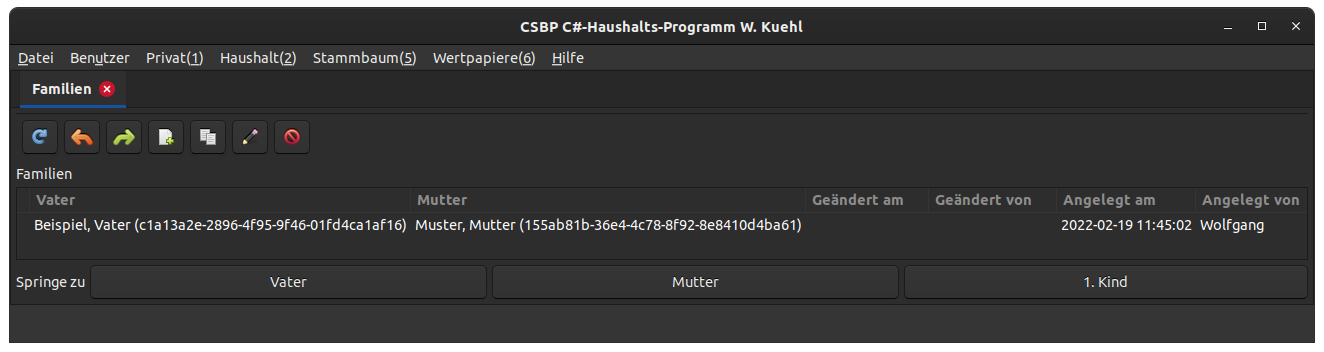 CSBP C#-Haushalts-Programm W. Kuehl
Datei Benutzer Privat(1) Haushalt(2) Stammbaum(5) Wertpapiere(6) Hilfe
Familien
Familien
Vater Mutter Geändert am Geändert von Angelegt am Angelegt von
Beispiel, Vater (c1a13a2e-2896-4f95-9f46-01fd4ca1af16) Muster, Mutter (155ab81b-36e4-4c78-8f92-8e8410d4ba61) 2022-02-19 11:45:02 Wolfgang
Springe zu Vater Mutter 1. Kind